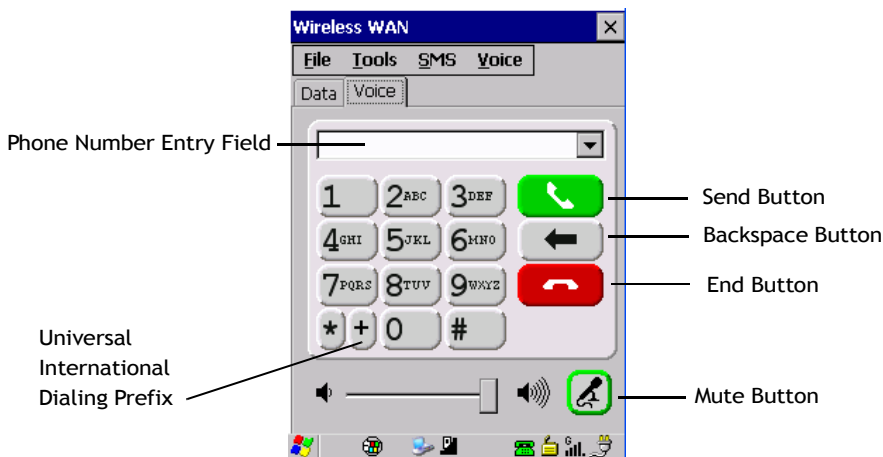 Wireless WAN
File Tools SMS Voice
Data Voice
Phone Number Entry Field
1 2ABC 3DEF
Send Button
4GHI 5JKL 6MNO
Backspace Button
7PQRS 8TUV 9WXYZ
End Button
* + 0 #
Universal
International
Dialing Prefix
Mute Button
G